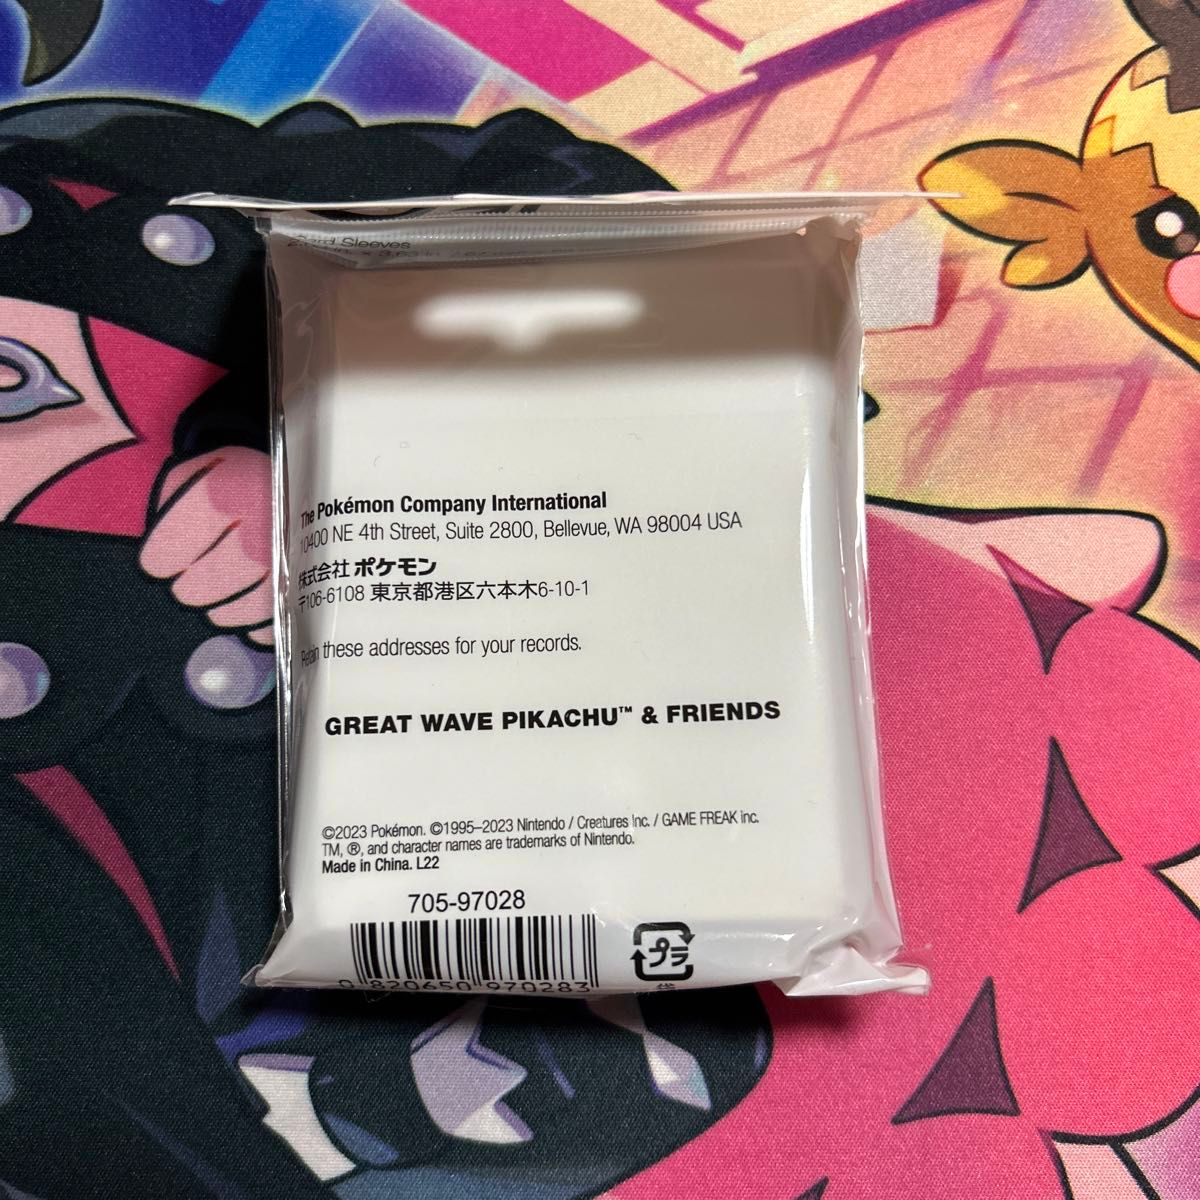 Card Sleeves
The Pokémon Company International
10400 NE 4th Street, Suite 2800, Bellevue, WA 98004 USA
株式会社 ポケモン
〒106-6108 東京都港区六本木6-10-1
Retain these addresses for your records.
GREAT WAVE PIKACHU™ & FRIENDS
©2023 Pokémon. ©1995–2023 Nintendo / Creatures Inc. / GAME FREAK inc.
TM, ®, and character names are trademarks of Nintendo.
Made in China. L22
705-97028
0 820650 970283
プラ